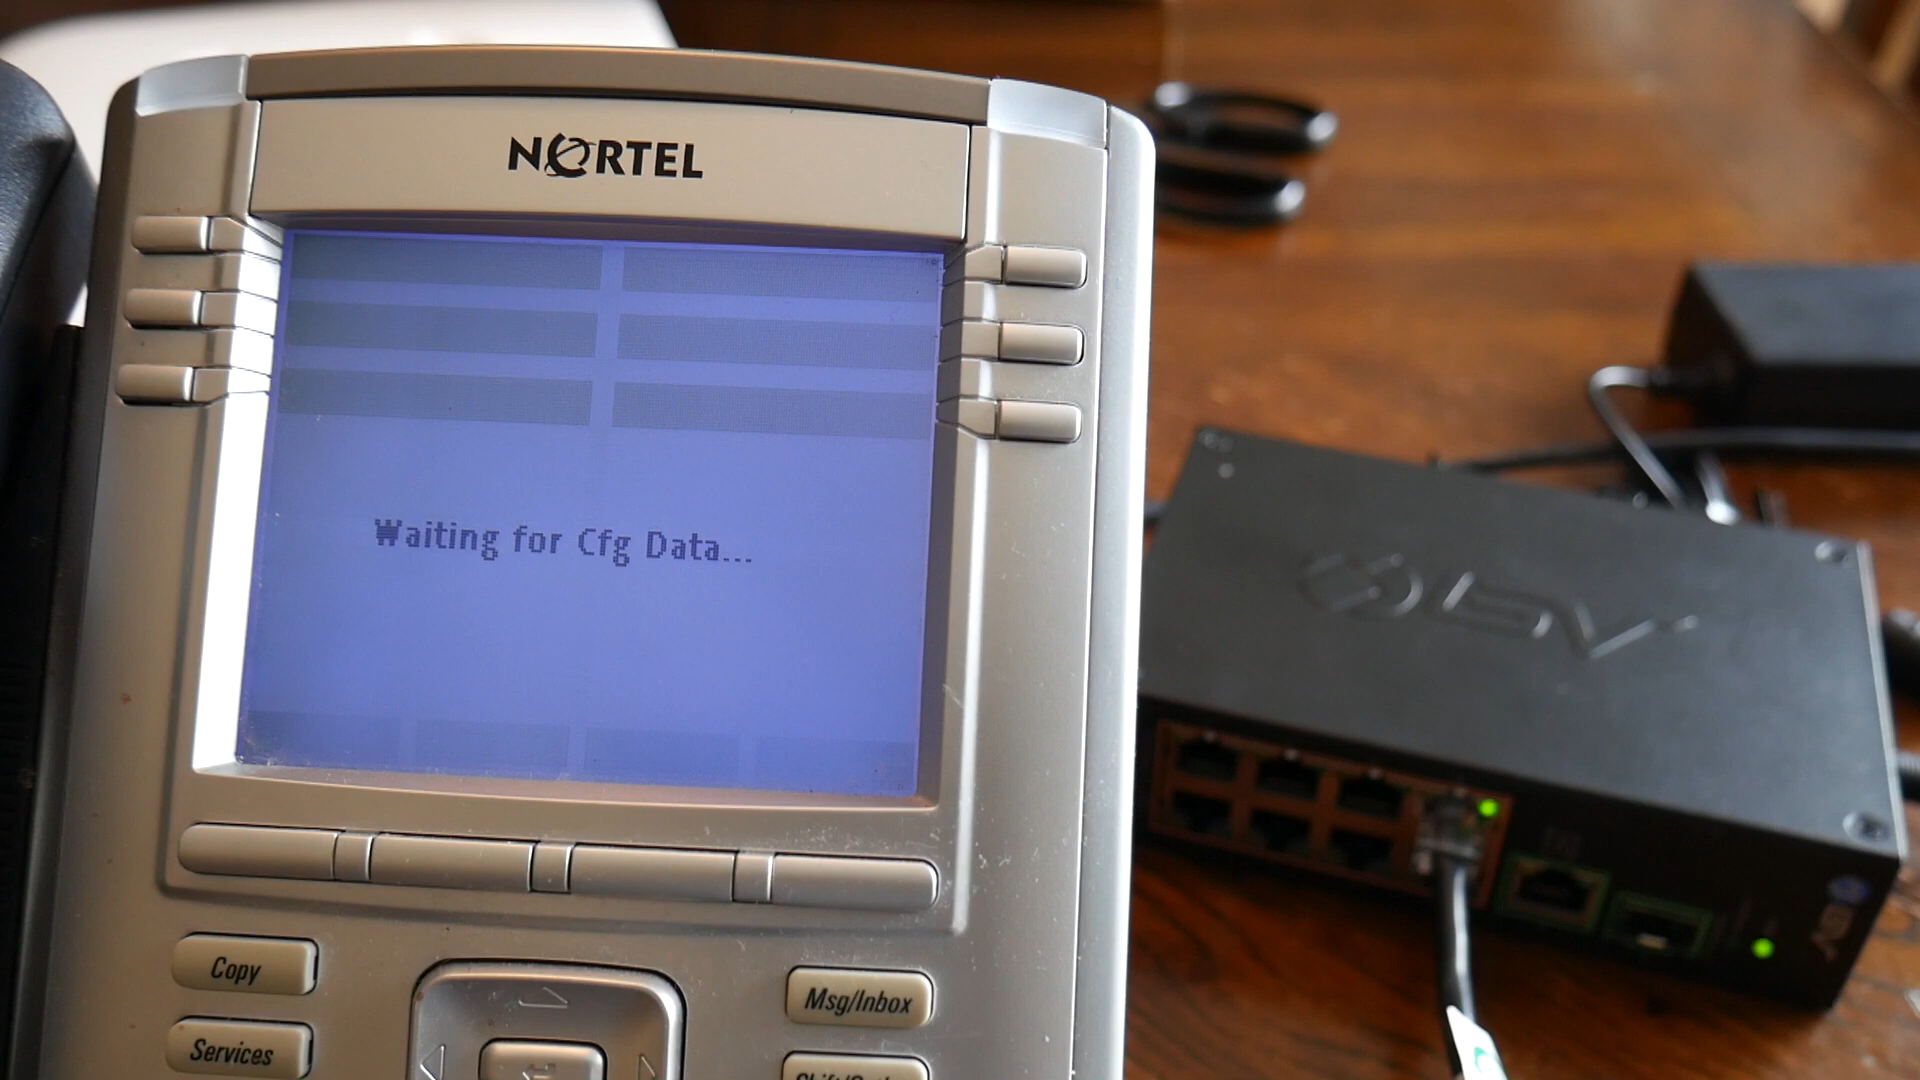 NORTEL
Waiting for Cfg Data...
Copy
Msg/Inbox
Services